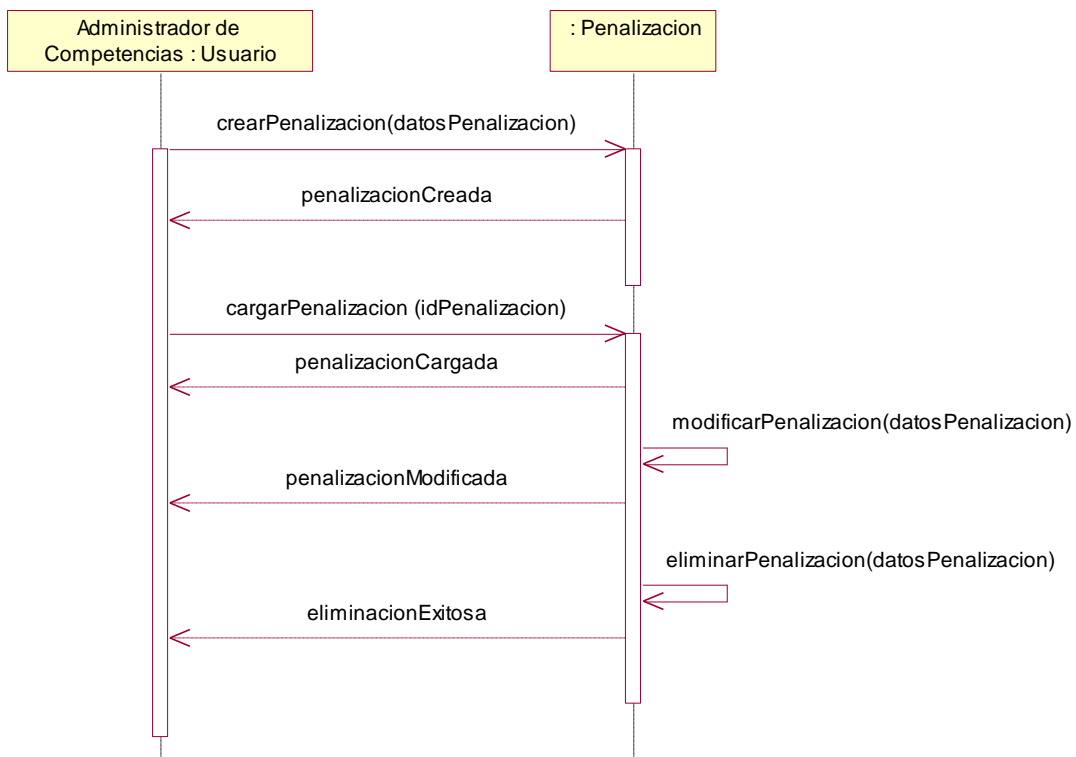 Administrador de
Competencias : Usuario
: Penalizacion
crearPenalizacion(datosPenalizacion)
penalizacionCreada
cargarPenalizacion (idPenalizacion)
penalizacionCargada
modificarPenalizacion(datosPenalizacion)
penalizacionModificada
eliminarPenalizacion(datosPenalizacion)
eliminacionExitosa